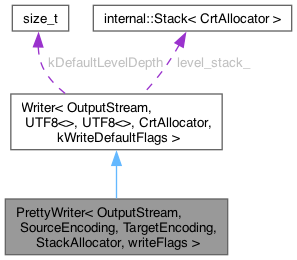 size_t
internal::Stack< CrtAllocator >
kDefaultLevelDepth
level_stack_
Writer< OutputStream,
UTF8<>, UTF8<>, CrtAllocator,
kWriteDefaultFlags >
PrettyWriter< OutputStream,
SourceEncoding, TargetEncoding,
StackAllocator, writeFlags >